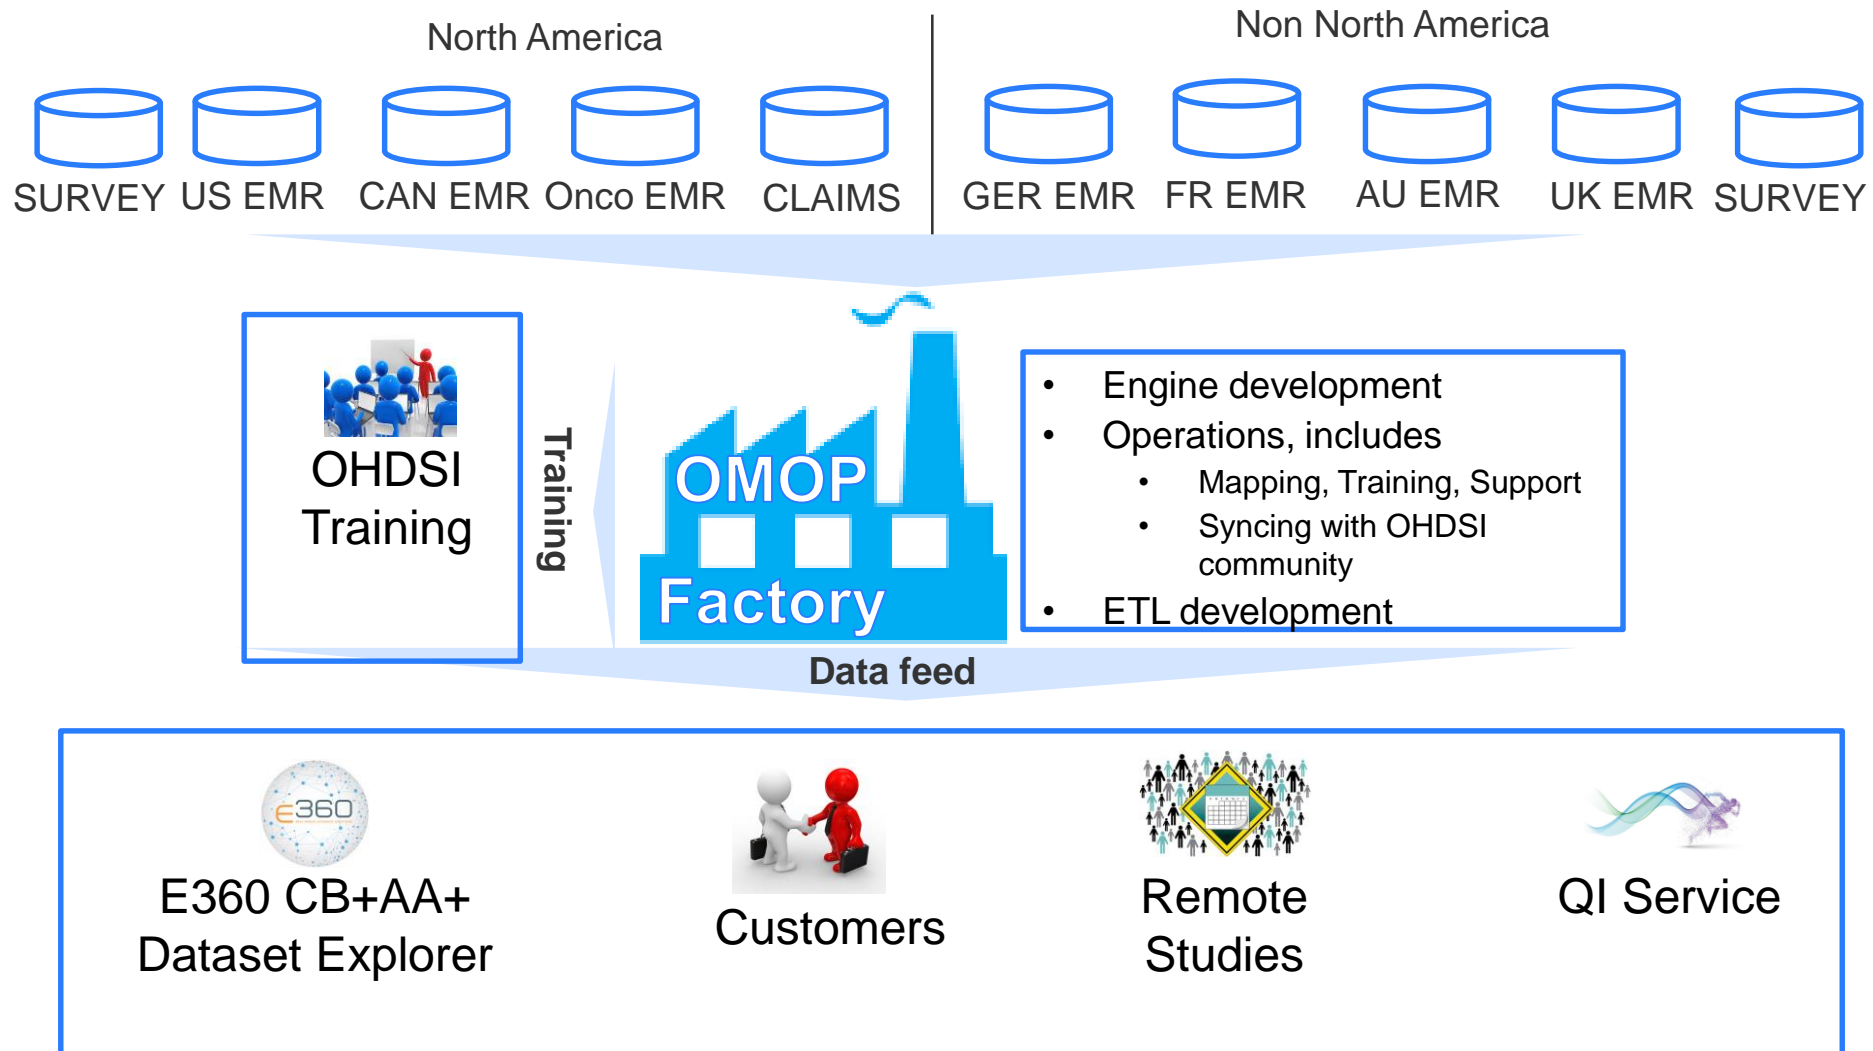 North America
Non North America
SURVEY
US EMR
CAN EMR
Onco EMR
CLAIMS
GER EMR
FR EMR
AU EMR
UK EMR
SURVEY
OHDSI
Training
Training
OMOP
Factory
• Engine development
• Operations, includes
• Mapping, Training, Support
• Syncing with OHDSI
community
• ETL development
Data feed
E360
E360 CB+AA+
Dataset Explorer
Customers
Remote
Studies
QI Service